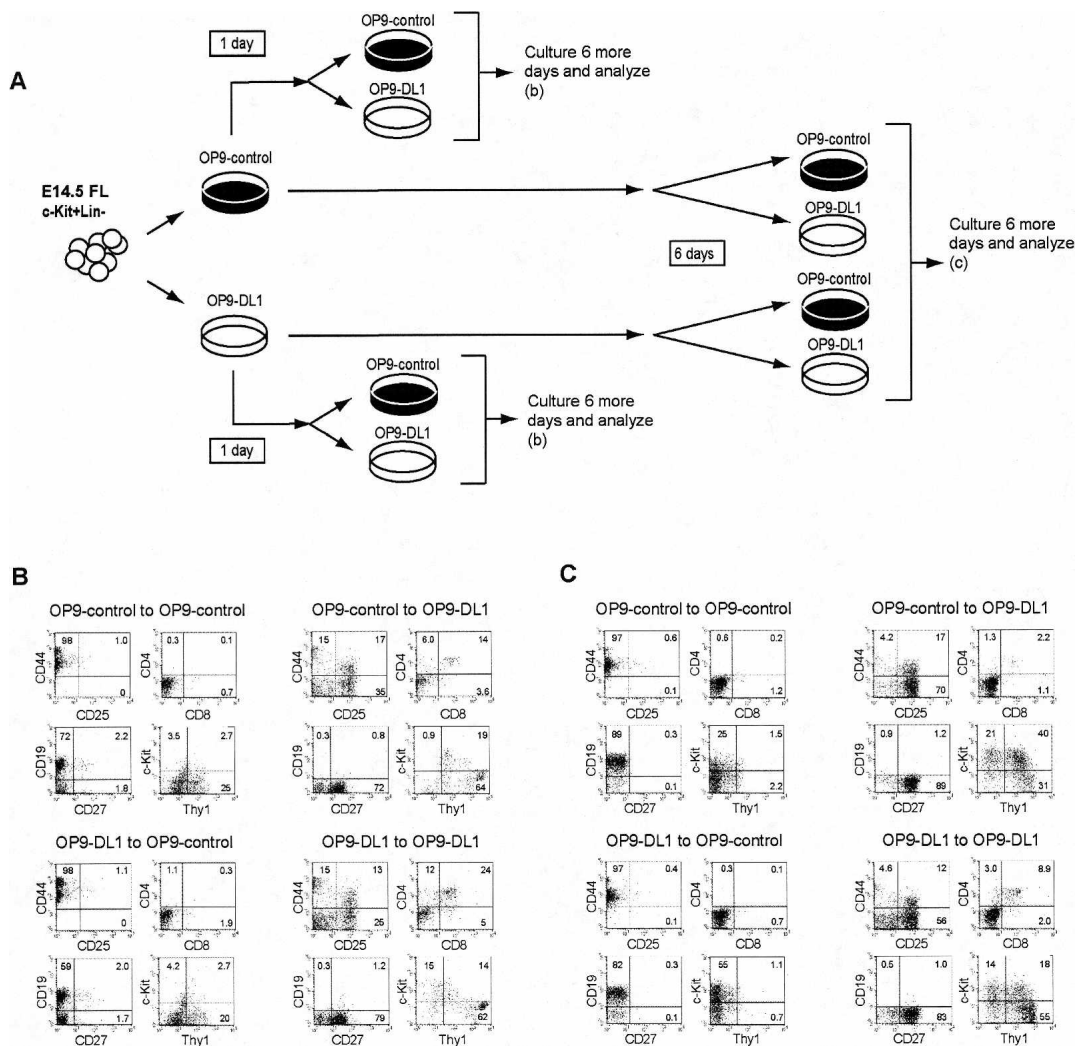 A
1 day
OP9-control
OP9-DL1
Culture 6 more
days and analyze
(b)
OP9-control
E14.5 FL
c-Kit+Lin-
OP9-DL1
6 days
OP9-control
OP9-DL1
OP9-control
OP9-DL1
Culture 6 more
days and analyze
(c)
1 day
OP9-control
OP9-DL1
Culture 6 more
days and analyze
(b)
B
OP9-control to OP9-control
98 1.0
0
CD44
CD25
0.3 0.1
0.7
CD4
CD8
72 2.2
1.8
CD19
CD27
3.5 2.7
25
c-Kit
Thy1
OP9-control to OP9-DL1
15 17
35
CD44
CD25
6.0 14
3.6
CD4
CD8
0.3 0.8
72
CD19
CD27
0.9 19
64
c-Kit
Thy1
OP9-DL1 to OP9-control
98 1.1
0
CD44
CD25
1.1 0.3
1.9
CD4
CD8
59 2.0
1.7
CD19
CD27
4.2 2.7
20
c-Kit
Thy1
OP9-DL1 to OP9-DL1
15 13
26
CD44
CD25
12 24
5
CD4
CD8
0.3 1.2
79
CD19
CD27
15 14
62
c-Kit
Thy1
C
OP9-control to OP9-control
97 0.6
0.1
CD44
CD25
0.6 0.2
1.2
CD4
CD8
89 0.3
0.1
CD19
CD27
25 1.5
2.2
c-Kit
Thy1
OP9-control to OP9-DL1
4.2 17
70
CD44
CD25
1.3 2.2
1.1
CD4
CD8
0.9 1.2
89
CD19
CD27
21 40
31
c-Kit
Thy1
OP9-DL1 to OP9-control
97 0.4
0.1
CD44
CD25
0.3 0.1
0.7
CD4
CD8
82 0.3
0.1
CD19
CD27
55 1.1
0.7
c-Kit
Thy1
OP9-DL1 to OP9-DL1
4.6 12
56
CD44
CD25
3.0 8.9
2.0
CD4
CD8
0.5 1.0
83
CD19
CD27
14 18
55
c-Kit
Thy1